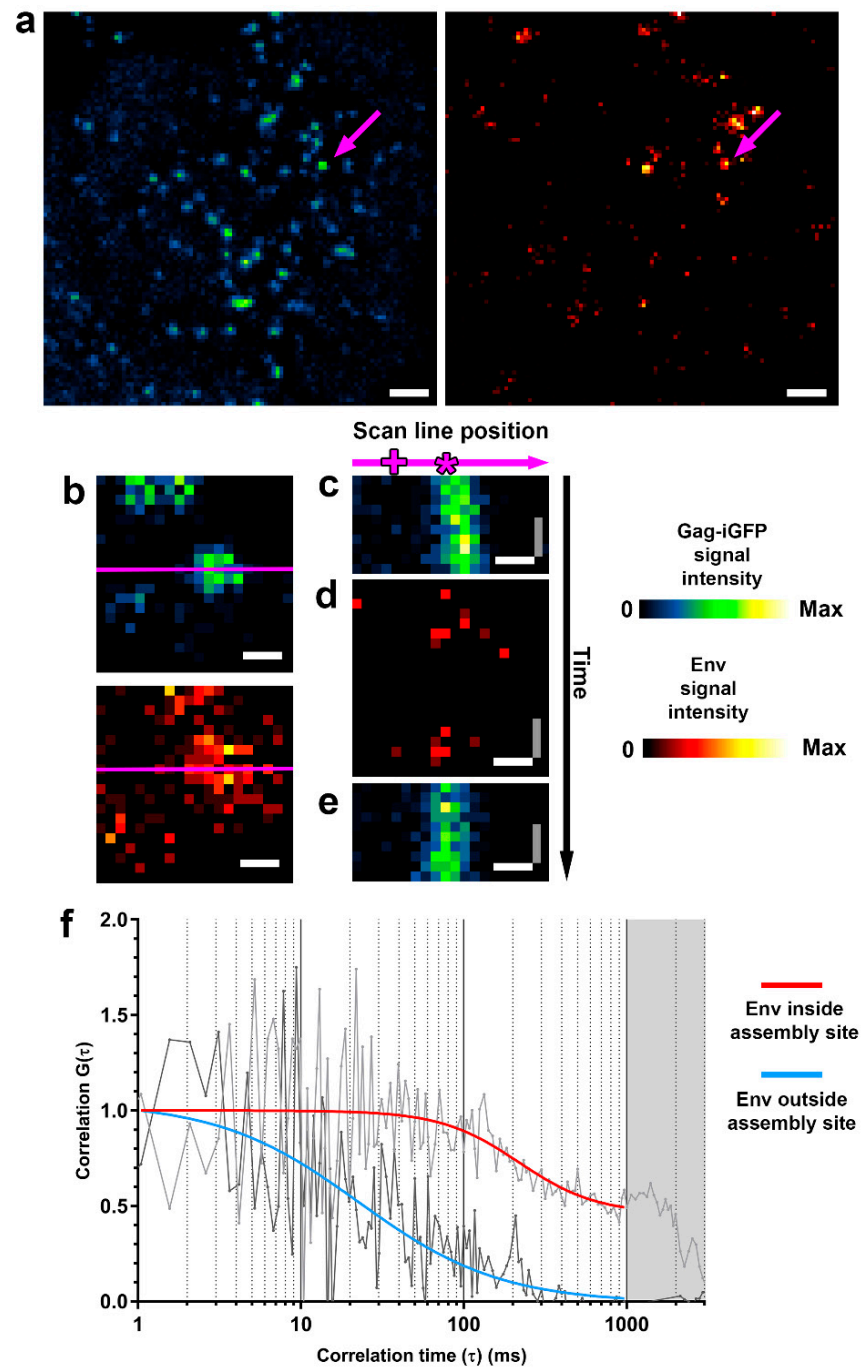 a
Scan line position
b
c
d
e
Time
Gag-iGFP
signal
intensity
0 Max
Env
signal
intensity
0 Max
f
2.0
1.5
1.0
0.5
0.0
Correlation G(τ)
1 10 100 1000
Correlation time (τ) (ms)
Env inside
assembly site
Env outside
assembly site